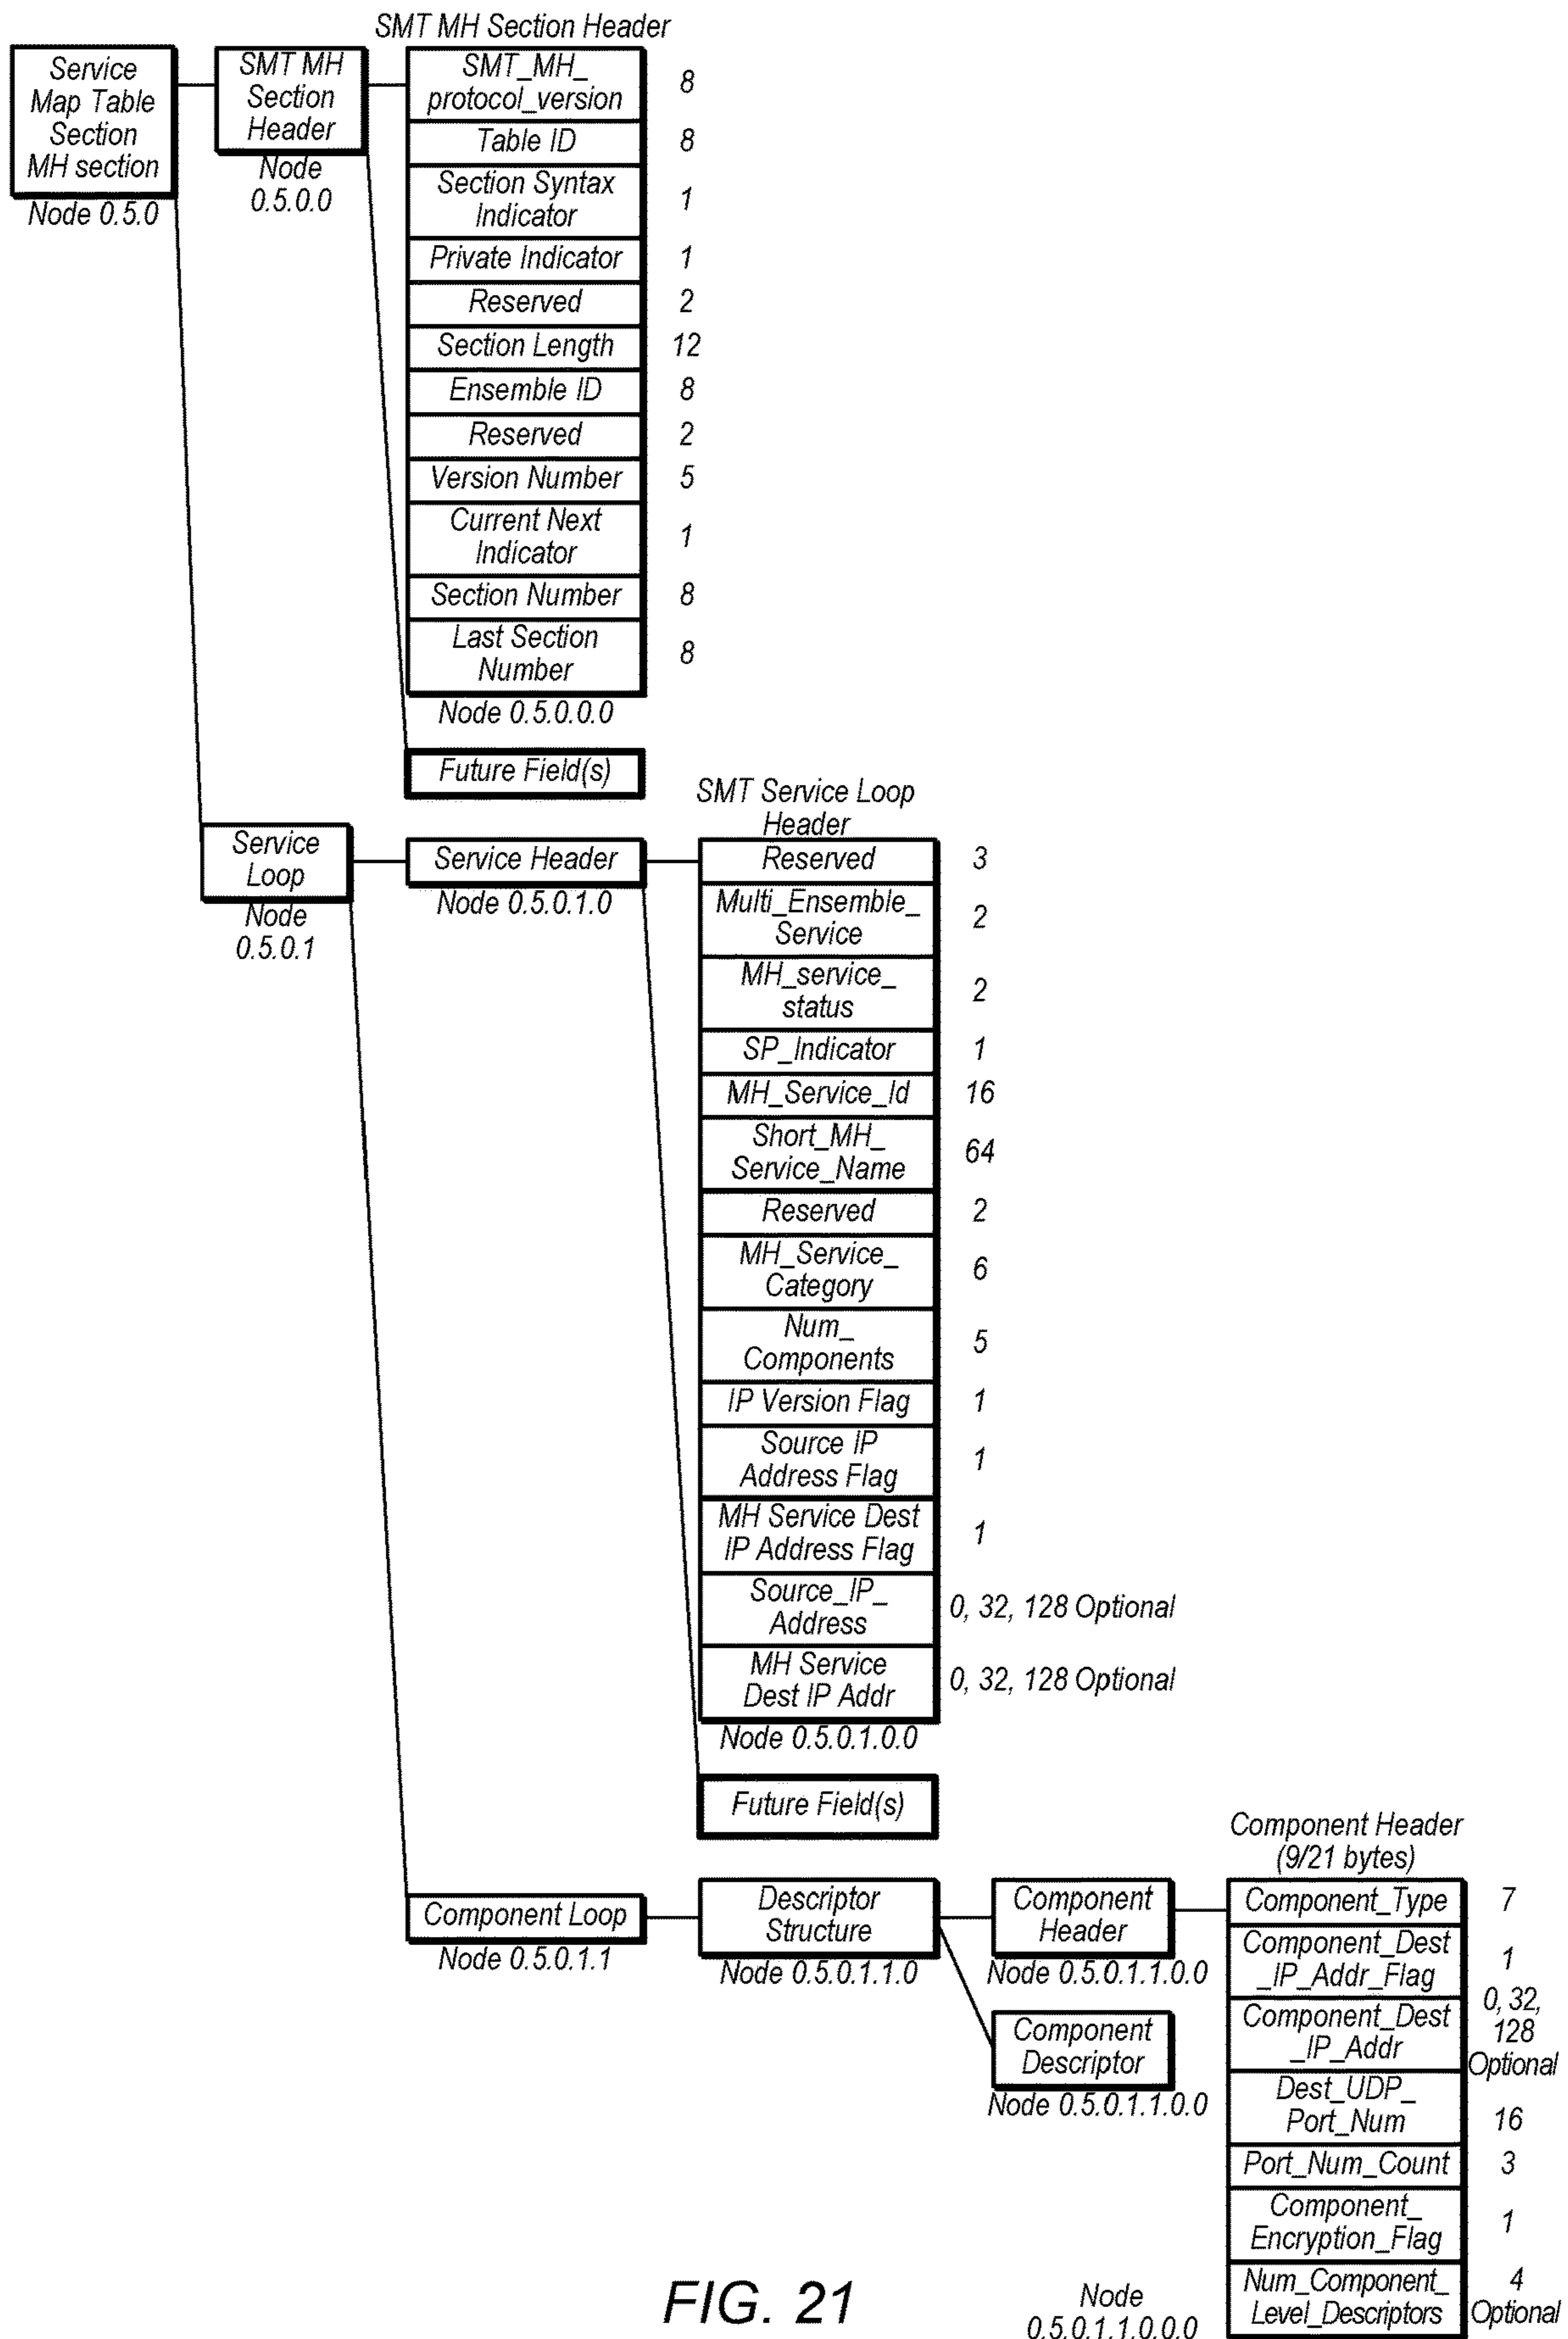 SMT MH Section Header
Service
Map Table
Section
MH section
Node 0.5.0
SMT MH
Section
Header
Node
0.5.0.0
SMT_MH_
protocol_version
8
Table ID
8
Section Syntax
Indicator
1
Private Indicator
1
Reserved
2
Section Length
12
Ensemble ID
8
Reserved
2
Version Number
5
Current Next
Indicator
1
Section Number
8
Last Section
Number
8
Node 0.5.0.0.0
Future Field(s)
Service
Loop
Node
0.5.0.1
Service Header
Node 0.5.0.1.0
SMT Service Loop
Header
Reserved
3
Multi_Ensemble_
Service
2
MH_service_
status
2
SP_Indicator
1
MH_Service_Id
16
Short_MH_
Service_Name
64
Reserved
2
MH_Service_
Category
6
Num_
Components
5
IP Version Flag
1
Source IP
Address Flag
1
MH Service Dest
IP Address Flag
1
Source_IP_
Address
0, 32, 128 Optional
MH Service
Dest IP Addr
0, 32, 128 Optional
Node 0.5.0.1.0.0
Future Field(s)
Component Loop
Node 0.5.0.1.1
Descriptor
Structure
Node 0.5.0.1.1.0
Component
Header
Node 0.5.0.1.1.0.0
Component
Descriptor
Node 0.5.0.1.1.0.0
Component Header
(9/21 bytes)
Component_Type
7
Component_Dest
_IP_Addr_Flag
1
Component_Dest
_IP_Addr
0, 32,
128
Optional
Dest_UDP_
Port_Num
16
Port_Num_Count
3
Component_
Encryption_Flag
1
Num_Component_
Level_Descriptors
4
Optional
Node
0.5.0.1.1.0.0.0
FIG. 21